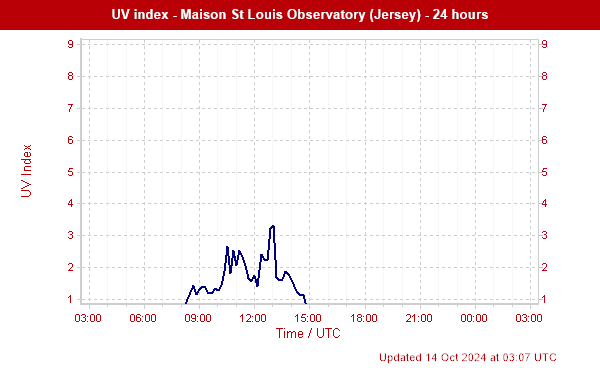 UV index - Maison St Louis Observatory (Jersey) - 24 hours
9 9
8 8
7 7
6 6
5 5
4 4
3 3
2 2
1 1
UV Index
03:00 06:00 09:00 12:00 15:00 18:00 21:00 00:00 03:00
Time / UTC
Updated 14 Oct 2024 at 03:07 UTC